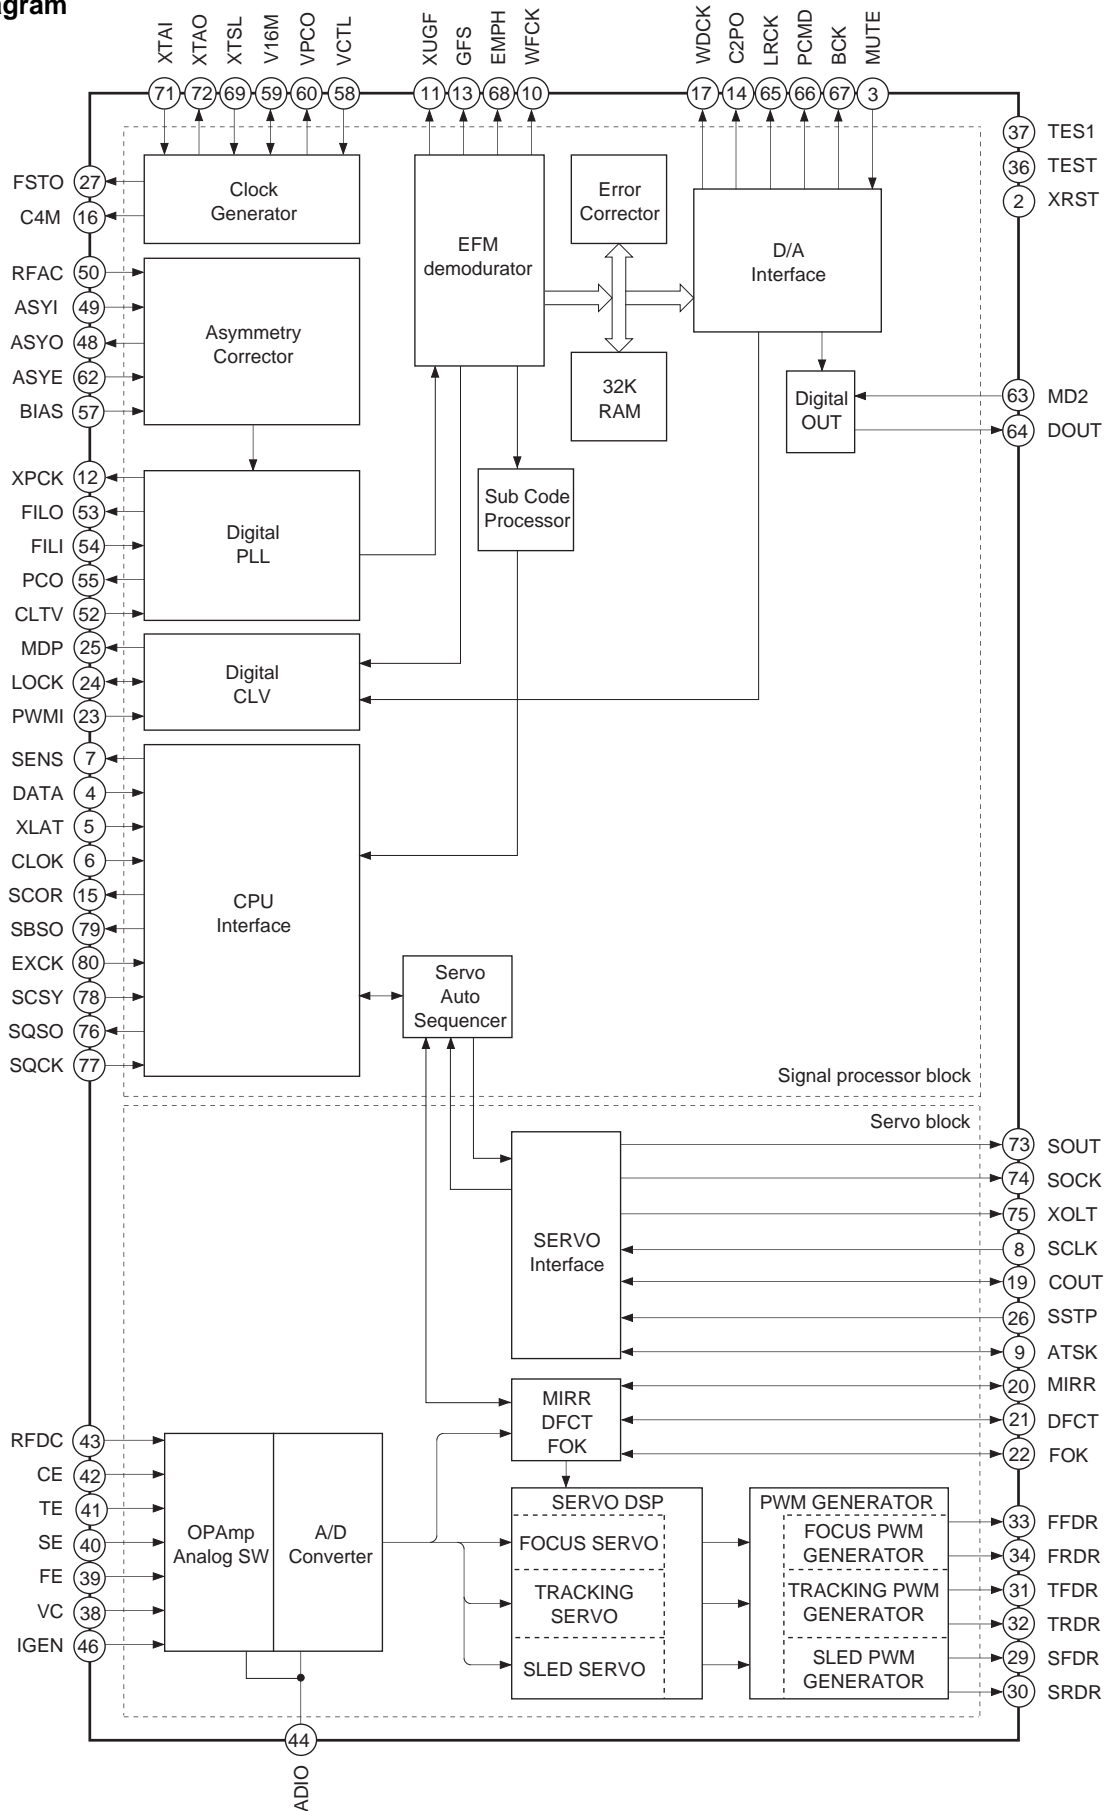 agram
XTAI
XTAO
XTSL
V16M
VPCO
VCTL
XUGF
GFS
EMPH
WFCK
WDCK
C2PO
LRCK
PCMD
BCK
MUTE
71
72
69
59
60
58
11
13
68
10
17
14
65
66
67
3
37 TES1
36 TEST
2 XRST
FSTO 27
C4M 16
Clock
Generator
EFM
demodurator
Error
Corrector
D/A
Interface
RFAC 50
ASYI 49
ASYO 48
ASYE 62
BIAS 57
Asymmetry
Corrector
32K
RAM
Digital
OUT
63 MD2
64 DOUT
XPCK 12
FILO 53
FILI 54
PCO 55
CLTV 52
Digital
PLL
Sub Code
Processor
MDP 25
LOCK 24
PWMI 23
Digital
CLV
SENS 7
DATA 4
XLAT 5
CLOK 6
SCOR 15
SBSO 79
EXCK 80
SCSY 78
SQSO 76
SQCK 77
CPU
Interface
Servo
Auto
Sequencer
Signal processor block
Servo block
SERVO
Interface
73 SOUT
74 SOCK
75 XOLT
8 SCLK
19 COUT
26 SSTP
9 ATSK
MIRR
DFCT
FOK
20 MIRR
21 DFCT
22 FOK
RFDC 43
CE 42
TE 41
SE 40
FE 39
VC 38
IGEN 46
OPAmp
Analog SW
A/D
Converter
SERVO DSP
FOCUS SERVO
TRACKING
SERVO
SLED SERVO
PWM GENERATOR
FOCUS PWM
GENERATOR
TRACKING PWM
GENERATOR
SLED PWM
GENERATOR
33 FFDR
34 FRDR
31 TFDR
32 TRDR
29 SFDR
30 SRDR
44
ADIO